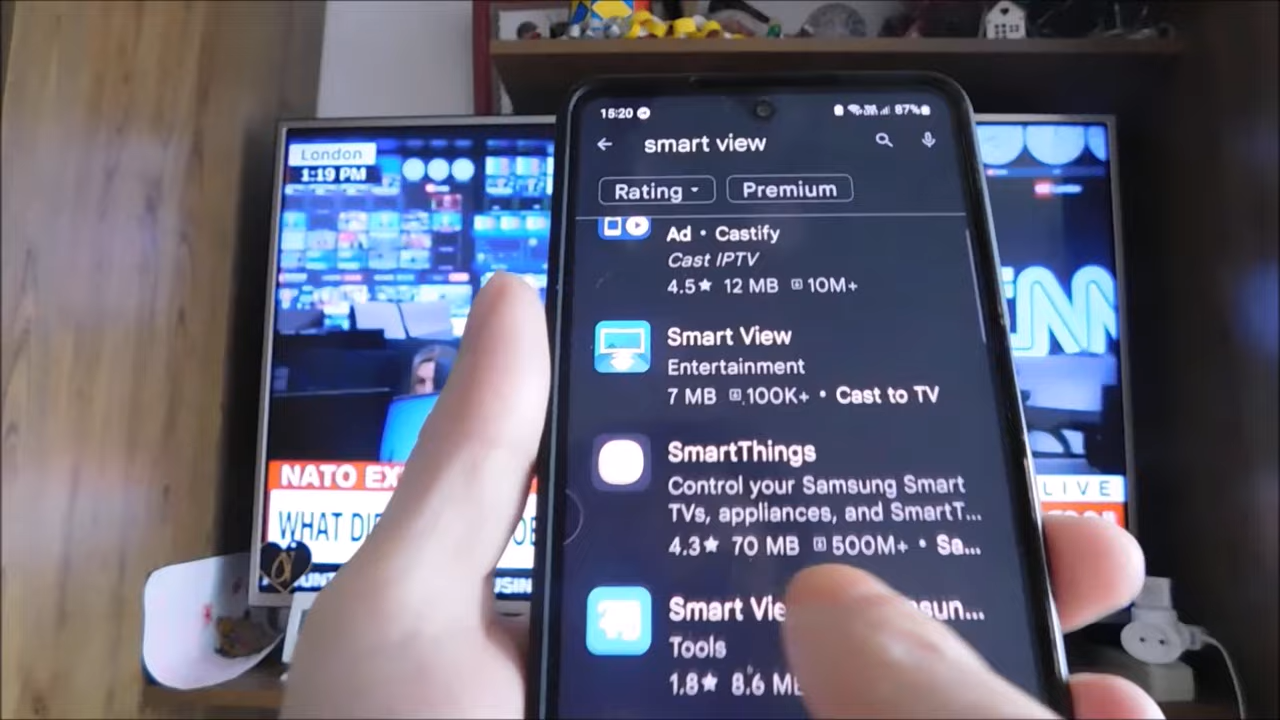 London
1:19 PM
NATO EX
WHAT DI
LIVE
15:20
87%
smart view
Rating
Premium
Ad • Castify
Cast IPTV
4.5★ 12 MB 10M+
Smart View
Entertainment
7 MB 100K+ • Cast to TV
SmartThings
Control your Samsung Smart
TVs, appliances, and SmartT...
4.3★ 70 MB 500M+ • Sa...
Smart Vie sun...
Tools
1.8★ 8.6 MB
CNN